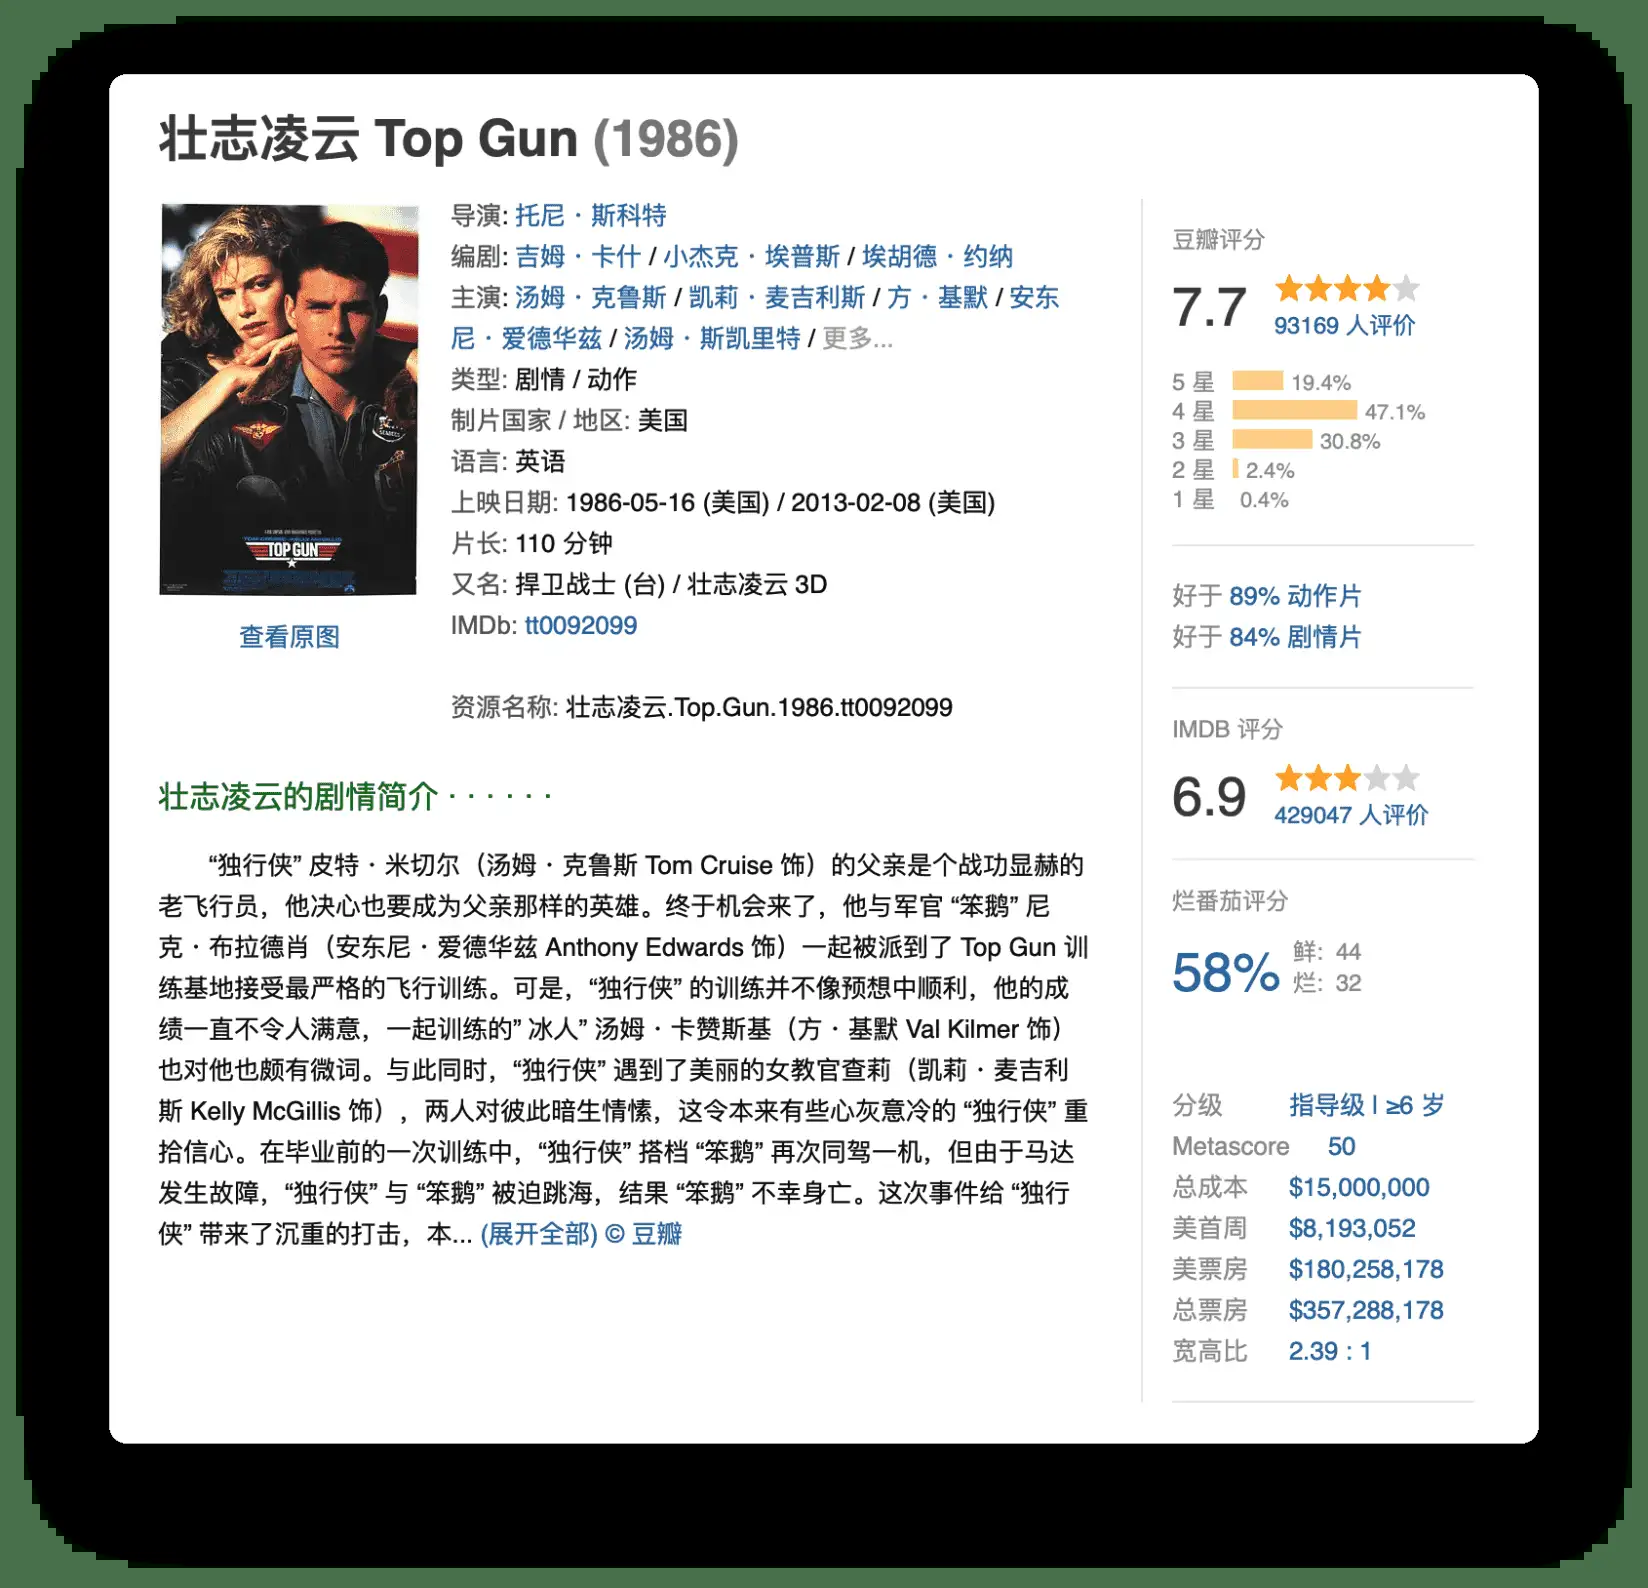 壮志凌云 Top Gun (1986)
TOP GUN
查看原图
导演: 托尼 · 斯科特
编剧: 吉姆 · 卡什 / 小杰克 · 埃普斯 / 埃胡德 · 约纳
主演: 汤姆 · 克鲁斯 / 凯莉 · 麦吉利斯 / 方 · 基默 / 安东
尼 · 爱德华兹 / 汤姆 · 斯凯里特 / 更多...
类型: 剧情 / 动作
制片国家 / 地区: 美国
语言: 英语
上映日期: 1986-05-16 (美国) / 2013-02-08 (美国)
片长: 110 分钟
又名: 捍卫战士 (台) / 壮志凌云 3D
IMDb: tt0092099
资源名称: 壮志凌云.Top.Gun.1986.tt0092099
壮志凌云的剧情简介 · · · · · ·
“独行侠” 皮特 · 米切尔（汤姆 · 克鲁斯 Tom Cruise 饰）的父亲是个战功显赫的
老飞行员，他决心也要成为父亲那样的英雄。终于机会来了，他与军官 “笨鹅” 尼
克 · 布拉德肖（安东尼 · 爱德华兹 Anthony Edwards 饰）一起被派到了 Top Gun 训
练基地接受最严格的飞行训练。可是，“独行侠” 的训练并不像预想中顺利，他的成
绩一直不令人满意，一起训练的” 冰人” 汤姆 · 卡赞斯基（方 · 基默 Val Kilmer 饰）
也对他也颇有微词。与此同时，“独行侠” 遇到了美丽的女教官查莉（凯莉 · 麦吉利
斯 Kelly McGillis 饰），两人对彼此暗生情愫，这令本来有些心灰意冷的 “独行侠” 重
拾信心。在毕业前的一次训练中，“独行侠” 搭档 “笨鹅” 再次同驾一机，但由于马达
发生故障，“独行侠” 与 “笨鹅” 被迫跳海，结果 “笨鹅” 不幸身亡。这次事件给 “独行
侠” 带来了沉重的打击，本... (展开全部) © 豆瓣
豆瓣评分
7.7
93169 人评价
5 星 19.4%
4 星 47.1%
3 星 30.8%
2 星 2.4%
1 星 0.4%
好于 89% 动作片
好于 84% 剧情片
IMDB 评分
6.9
429047 人评价
烂番茄评分
58%
鲜: 44
烂: 32
分级 指导级 | ≥6 岁
Metascore 50
总成本 $15,000,000
美首周 $8,193,052
美票房 $180,258,178
总票房 $357,288,178
宽高比 2.39 : 1